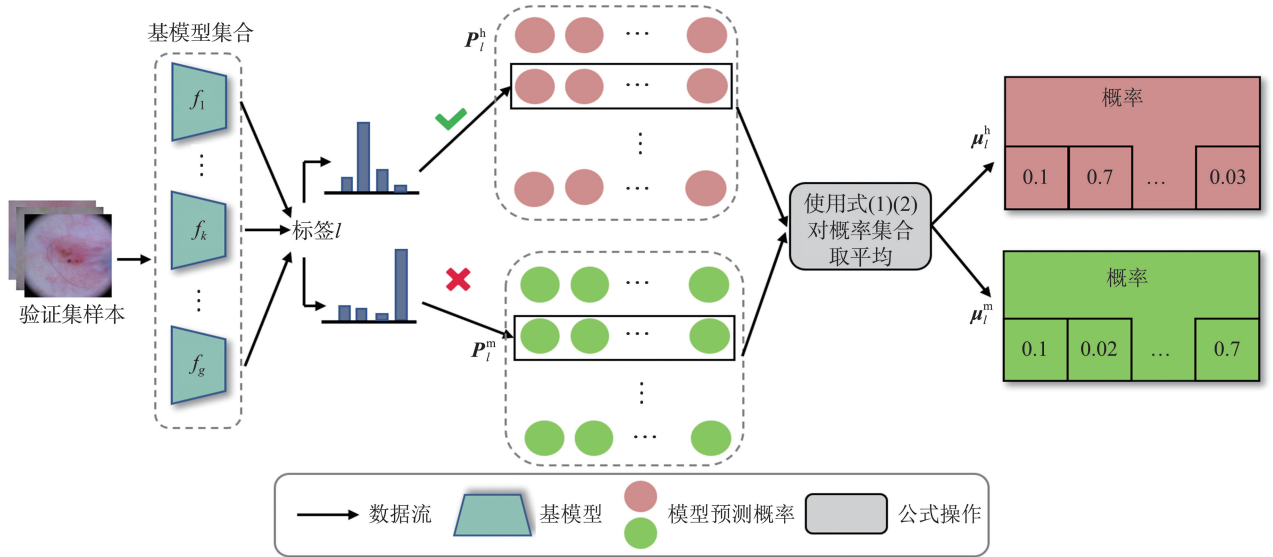 基模型集合
f₁
⋮
f_k
⋮
f_g
验证集样本
标签l
✓
✗
P_l^h
…
…
⋮
…
P_l^m
…
…
⋮
…
使用式(1)(2)
对概率集合
取平均
μ_l^h
概率
0.1 0.7 … 0.03
μ_l^m
概率
0.1 0.02 … 0.7
数据流 基模型 模型预测概率 公式操作